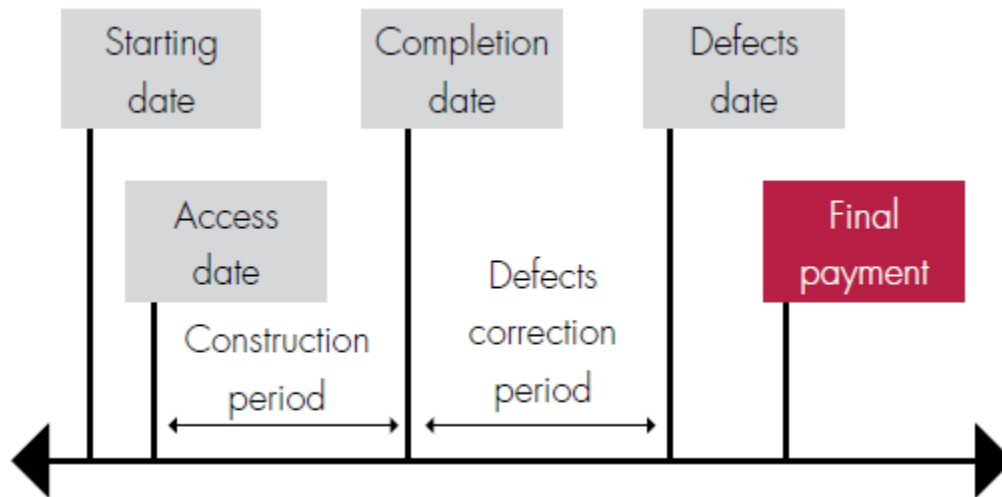 Starting
date
Completion
date
Defects
date
Access
date
Final
payment
Construction
period
Defects
correction
period